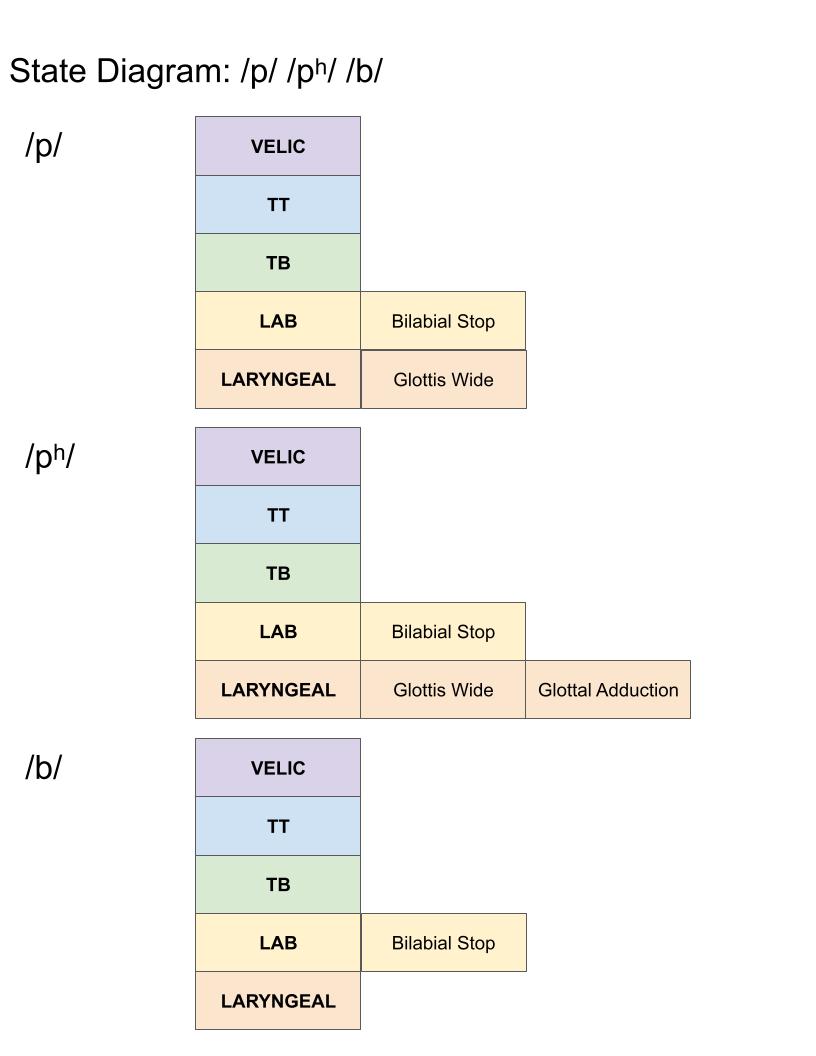 State Diagram: /p/ /pʰ/ /b/
/p/
VELIC
TT
TB
LAB Bilabial Stop
LARYNGEAL Glottis Wide
/pʰ/
VELIC
TT
TB
LAB Bilabial Stop
LARYNGEAL Glottis Wide Glottal Adduction
/b/
VELIC
TT
TB
LAB Bilabial Stop
LARYNGEAL